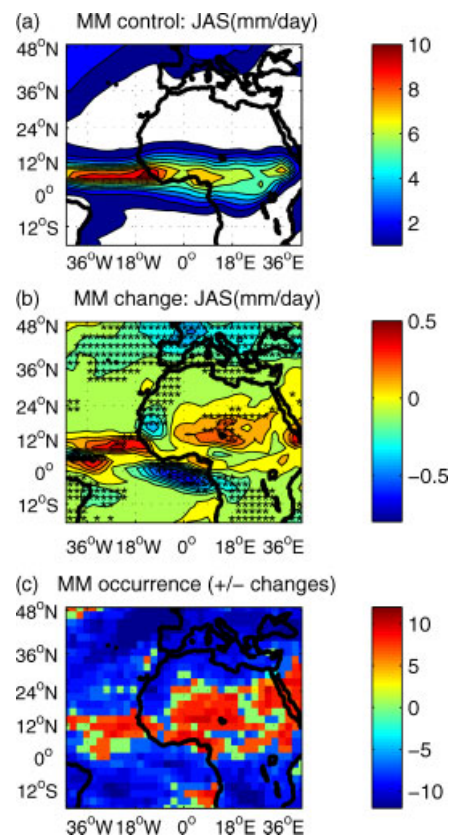 (a) MM control: JAS(mm/day)
48°N
36°N
24°N
12°N
0°
12°S
36°W 18°W 0° 18°E 36°E
10
8
6
4
2
(b) MM change: JAS(mm/day)
48°N
36°N
24°N
12°N
0°
12°S
36°W 18°W 0° 18°E 36°E
0.5
0
−0.5
(c) MM occurrence (+/− changes)
48°N
36°N
24°N
12°N
0°
12°S
36°W 18°W 0° 18°E 36°E
10
5
0
−5
−10